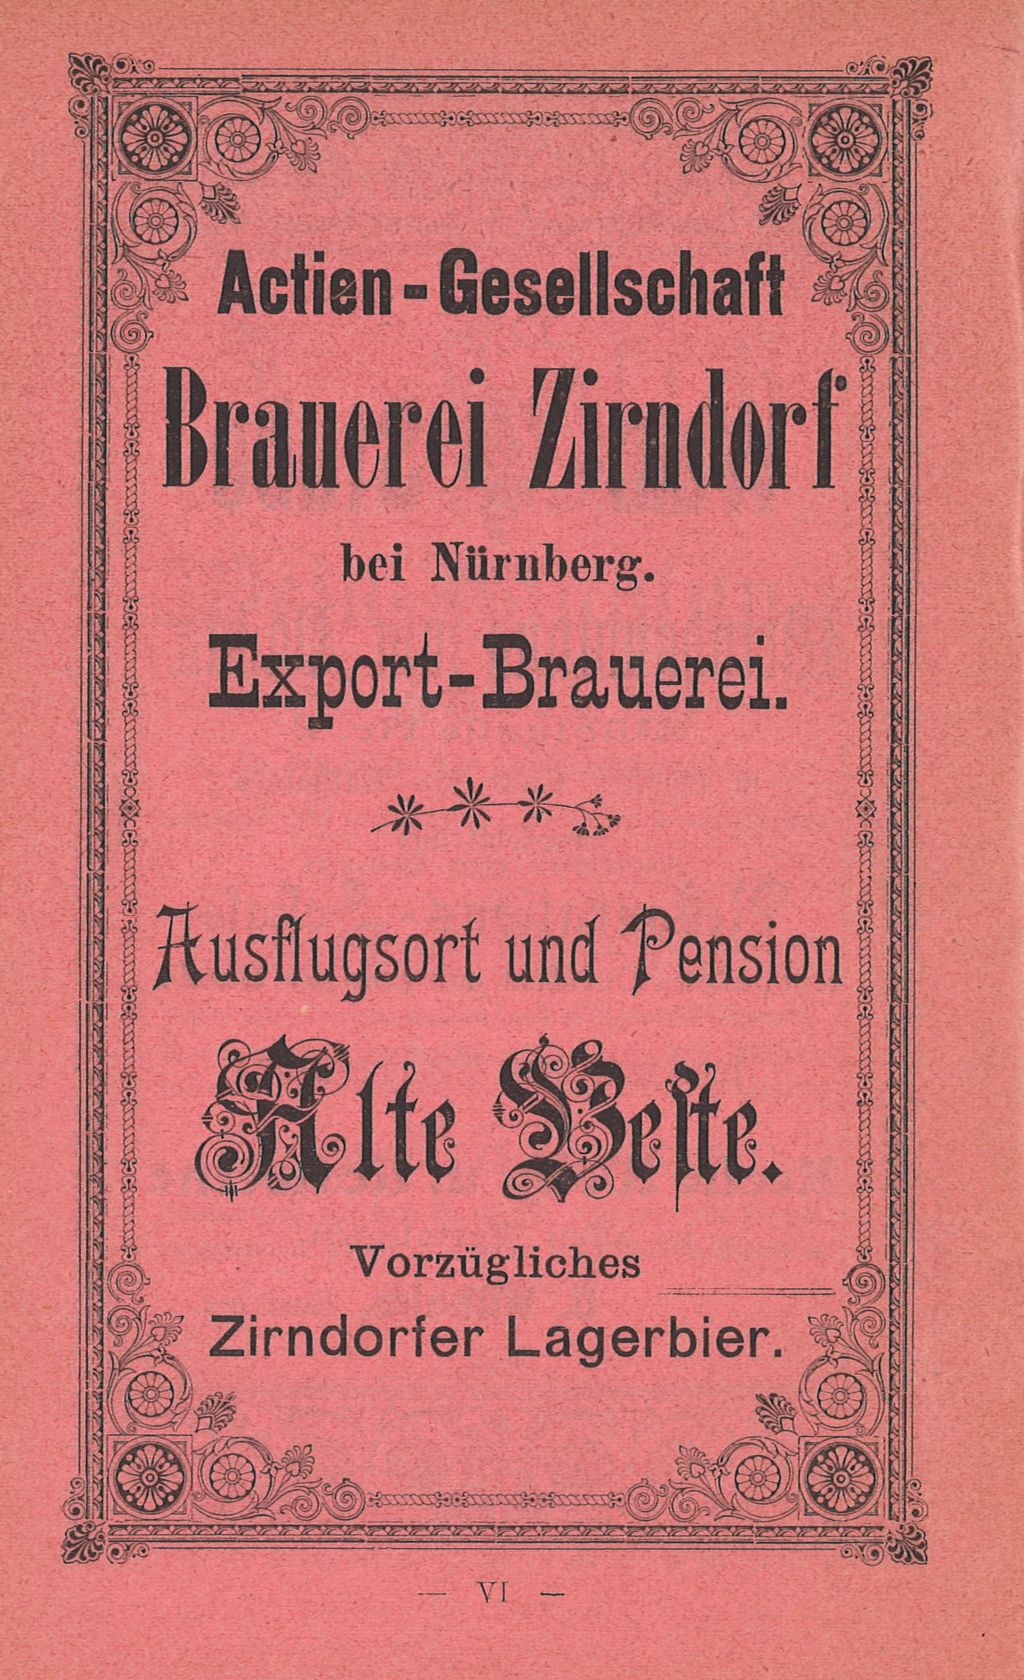 Actien-Gesellschaft
Brauerei Zirndorf
bei Nürnberg.
Export-Brauerei.
Ausflugsort und Pension
Alte Veste.
Vorzügliches
Zirndorfer Lagerbier.
— VI —